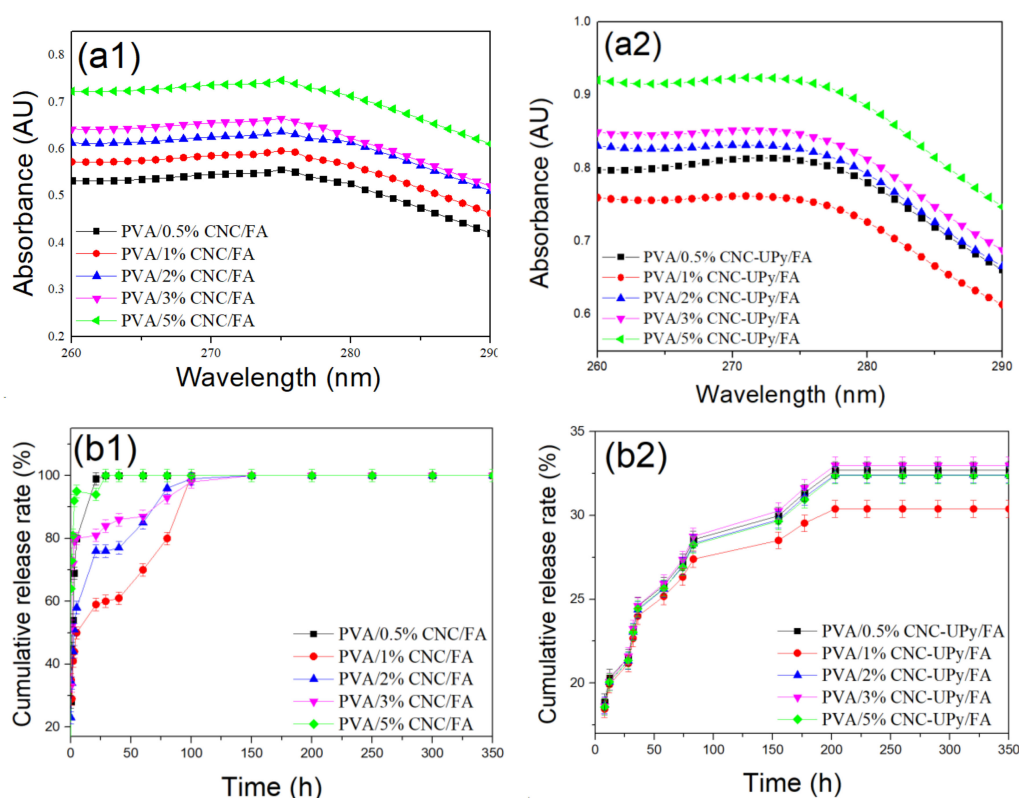 (a1)
0.8
0.7
0.6
0.5
0.4
0.3
0.2
Absorbance (AU)
PVA/0.5% CNC/FA
PVA/1% CNC/FA
PVA/2% CNC/FA
PVA/3% CNC/FA
PVA/5% CNC/FA
260
270
280
290
Wavelength (nm)
(a2)
1.0
0.9
0.8
0.7
0.6
Absorbance (AU)
PVA/0.5% CNC-UPy/FA
PVA/1% CNC-UPy/FA
PVA/2% CNC-UPy/FA
PVA/3% CNC-UPy/FA
PVA/5% CNC-UPy/FA
260
270
280
290
Wavelength (nm)
(b1)
100
80
60
40
20
Cumulative release rate (%)
PVA/0.5% CNC/FA
PVA/1% CNC/FA
PVA/2% CNC/FA
PVA/3% CNC/FA
PVA/5% CNC/FA
0
50
100
150
200
250
300
350
Time (h)
(b2)
35
30
25
20
Cumulative release rate (%)
PVA/0.5% CNC-UPy/FA
PVA/1% CNC-UPy/FA
PVA/2% CNC-UPy/FA
PVA/3% CNC-UPy/FA
PVA/5% CNC-UPy/FA
0
50
100
150
200
250
300
350
Time (h)